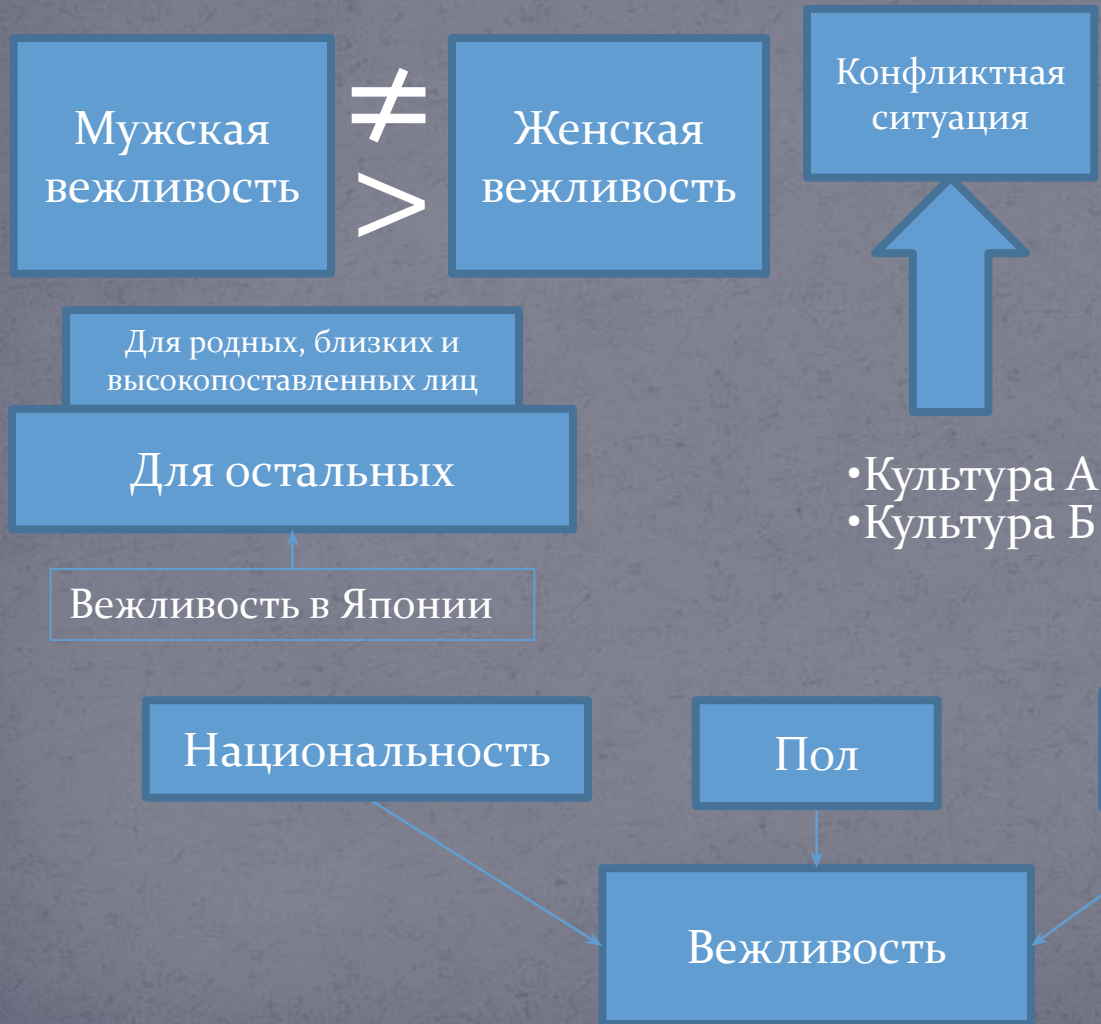 Мужская
вежливость
≠
>
Женская
вежливость
Конфликтная
ситуация
Для родных, близких и
высокопоставленных лиц
Для остальных
Вежливость в Японии
•Культура А
•Культура Б
Национальность
Пол
Вежливость